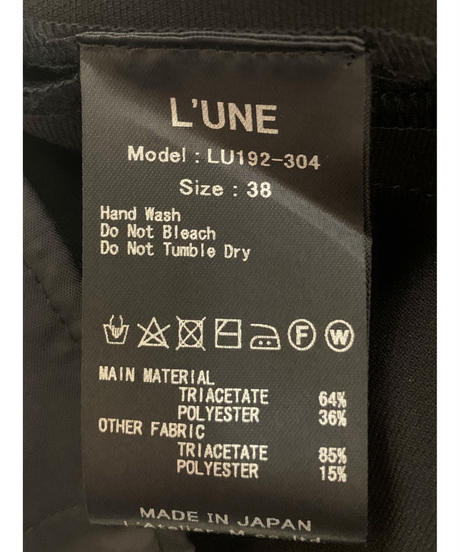 L'UNE
Model : LU192-304
Size : 38
Hand Wash
Do Not Bleach
Do Not Tumble Dry
F W
MAIN MATERIAL
TRIACETATE 64%
POLYESTER 36%
OTHER FABRIC
TRIACETATE 85%
POLYESTER 15%
MADE IN JAPAN